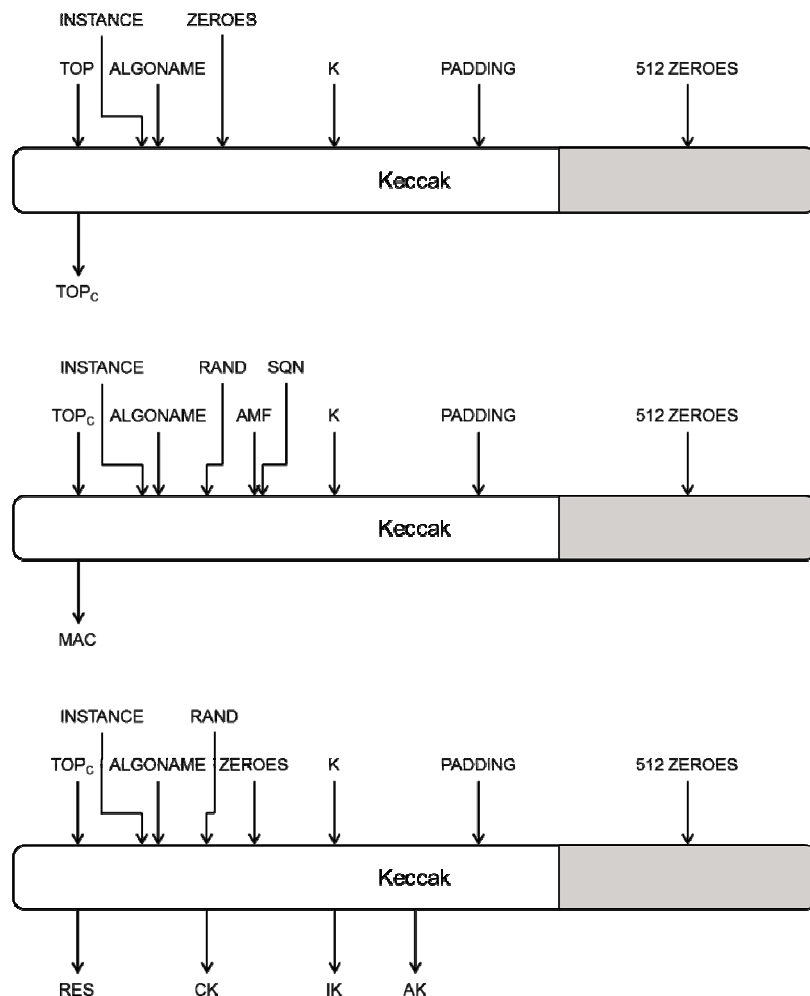 INSTANCE ZEROES
TOP ALGONAME K PADDING 512 ZEROES
Keccak
TOPC
INSTANCE RAND SQN
TOPC ALGONAME AMF K PADDING 512 ZEROES
Keccak
MAC
INSTANCE RAND
TOPC ALGONAME ZEROES K PADDING 512 ZEROES
Keccak
RES CK IK AK